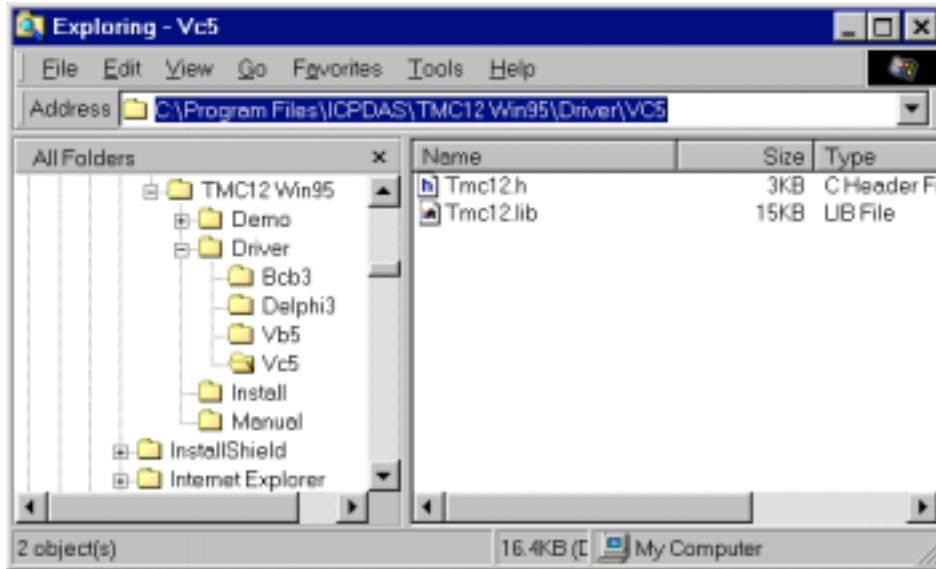 Exploring - Vc5
File Edit View Go Favorites Tools Help
Address C:\Program Files\ICPDAS\TMC12 Win95\Driver\VC5
All Folders
TMC12 Win95
Demo
Driver
Bcb3
Delphi3
Vb5
Vc5
Install
Manual
InstallShield
Internet Explorer
Name Size Type
Tmc12.h 3KB C Header Fi
Tmc12.lib 15KB LIB File
2 object(s) 16.4KB (D My Computer